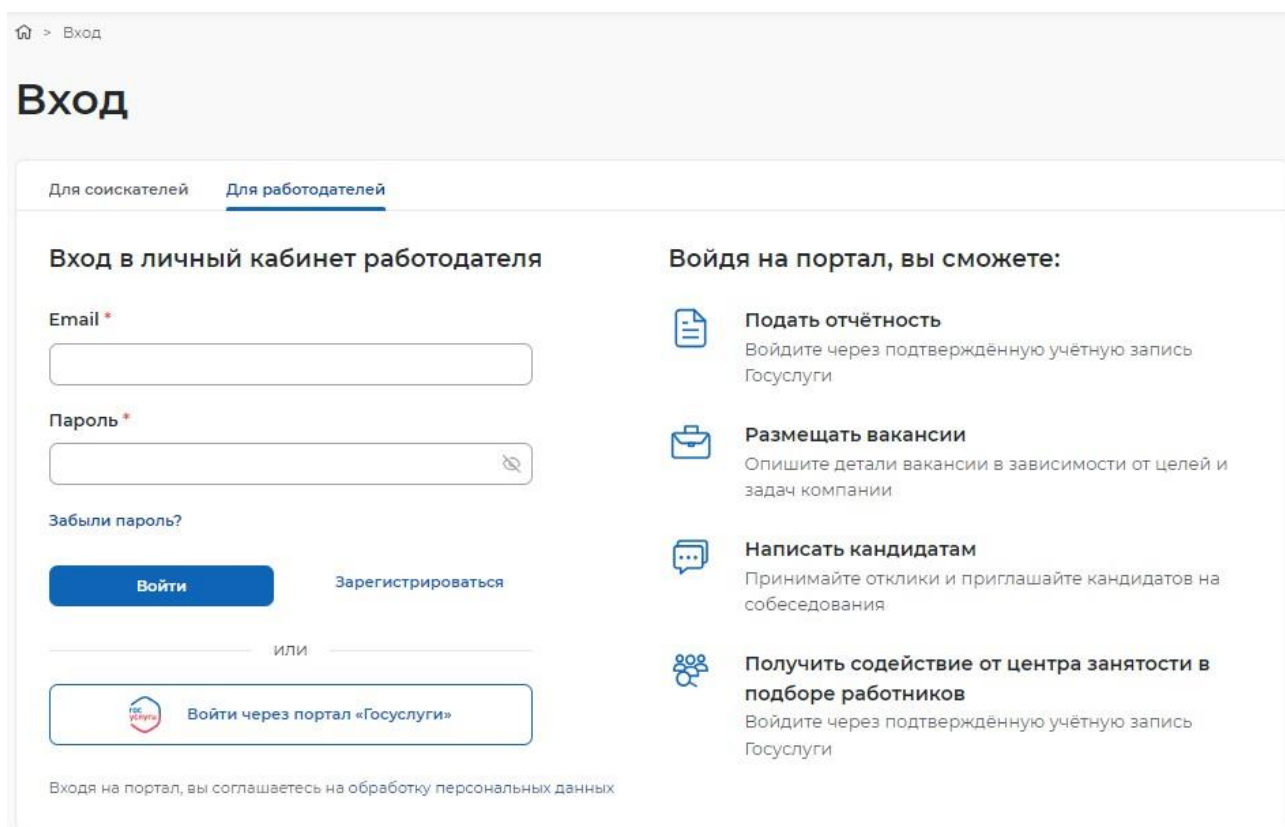 > Вход
Вход
Для соискателей Для работодателей
Вход в личный кабинет работодателя
Email *
Пароль *
Забыли пароль?
Войти Зарегистрироваться
или
гос
услуги
Войти через портал «Госуслуги»
Входя на портал, вы соглашаетесь на обработку персональных данных
Войдя на портал, вы сможете:
Подать отчётность
Войдите через подтверждённую учётную запись
Госуслуги
Размещать вакансии
Опишите детали вакансии в зависимости от целей и
задач компании
Написать кандидатам
Принимайте отклики и приглашайте кандидатов на
собеседования
Получить содействие от центра занятости в
подборе работников
Войдите через подтверждённую учётную запись
Госуслуги